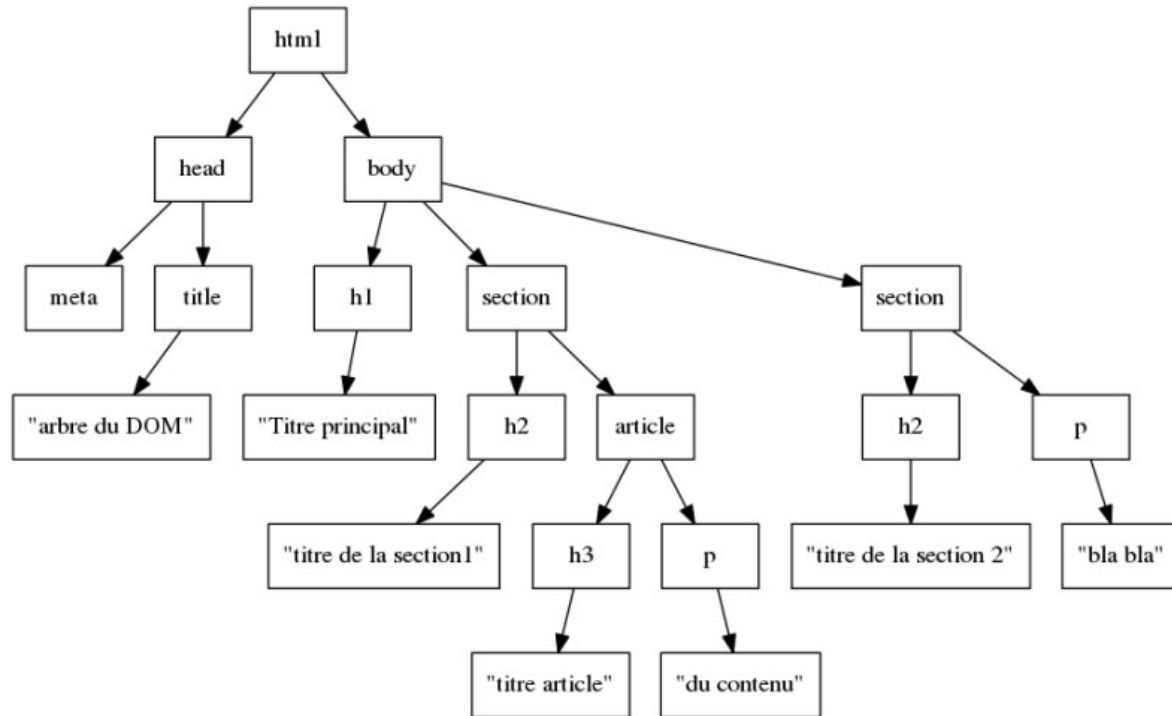 html
head
body
meta
title
h1
section
section
"arbre du DOM"
"Titre principal"
h2
article
h2
p
"titre de la section1"
h3
p
"titre de la section 2"
"bla bla"
"titre article"
"du contenu"